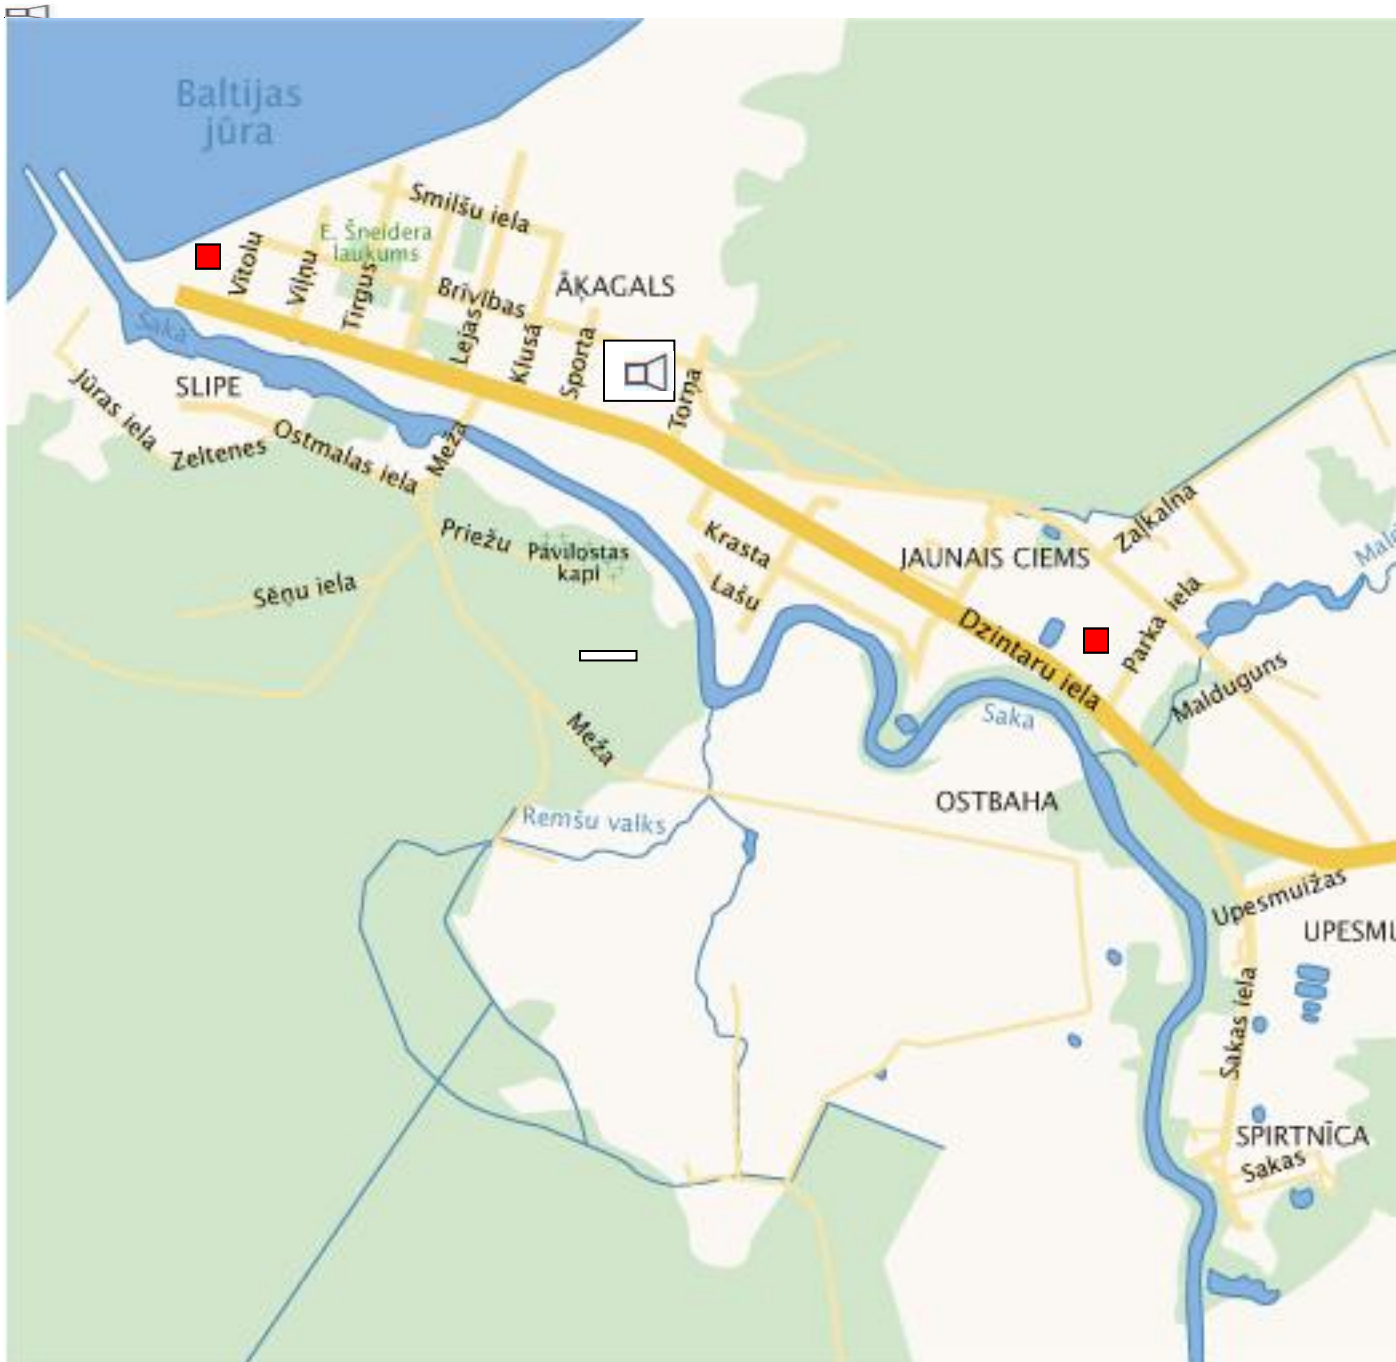 Baltijas
jūra
Smilšu iela
E. Šneidera
laukums
Vītolu
Viļņu
Tirgus
Brīvības
ĀĶAGALS
Lejas
Klusā
Sporta
Torņa
Saka
SLIPE
Jūras iela
Zeltenes
Ostmalas iela
Meža
Priežu
Pāvilostas
kapi
Sēņu iela
Krasta
Lašu
JAUNAIS CIEMS
Zaļkalna
Dzintaru iela
Parka iela
Malduguns
Saka
Meža
OSTBAHA
Remšu valks
Upesmuižas
Sakas iela
SPIRTNĪCA
Sakas